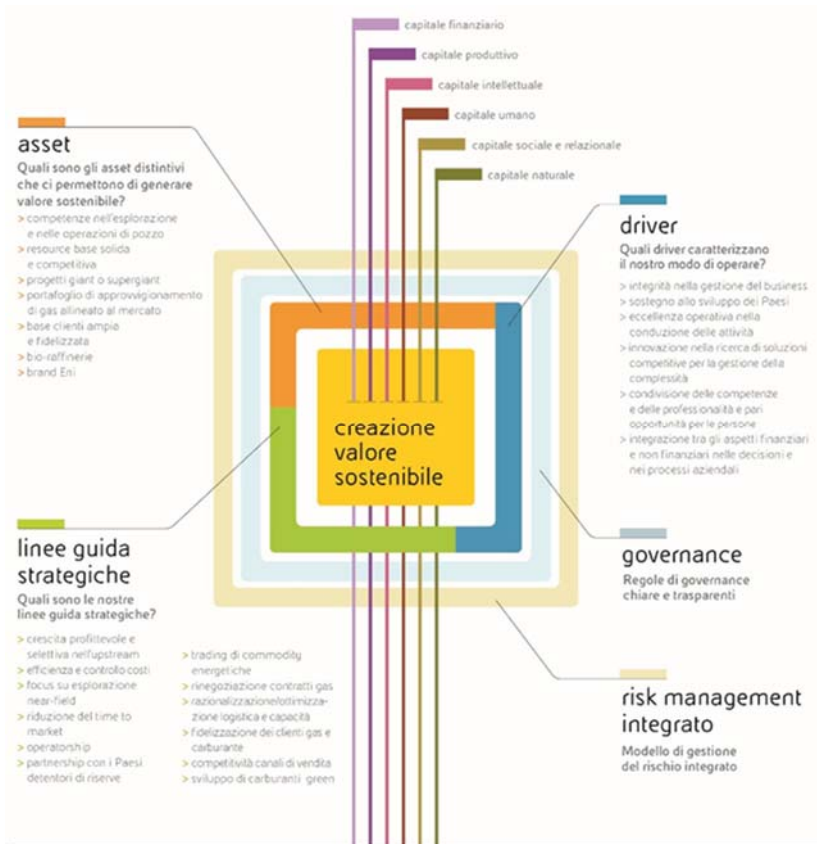 capitale finanziario
capitale produttivo
capitale intellettuale
capitale umano
capitale sociale e relazionale
capitale naturale
asset
Quali sono gli asset distintivi
che ci permettono di generare
valore sostenibile?
> competenze nell'esplorazione
e nelle operazioni di pozzo
> resource base solida
e competitiva
> progetti giant o supergiant
> portafoglio di approvvigionamento
di gas allineato al mercato
> base clienti ampia
e fidelizzata
> bio-raffinerie
> brand Eni
driver
Quali driver caratterizzano
il nostro modo di operare?
> integrità nella gestione del business
> sostegno allo sviluppo dei Paesi
> eccellenza operativa nella
conduzione delle attività
> innovazione nella ricerca di soluzioni
competitive per la gestione della
complessità
> condivisione delle competenze
e delle professionalità e pari
opportunità per le persone
> integrazione tra gli aspetti finanziari
e non finanziari nelle decisioni e
nei processi aziendali
creazione
valore
sostenibile
linee guida
strategiche
Quali sono le nostre
linee guida strategiche?
> crescita profittevole e
selettiva nell'upstream
> efficienza e controllo costi
> focus su esplorazione
near-field
> riduzione del time to
market
> operatorship
> partnership con i Paesi
detentori di riserve
> trading di commodity
energetiche
> rinegoziazione contratti gas
> razionalizzazione/ottimizza-
zione logistica e capacità
> fidelizzazione dei clienti gas e
carburante
> competitività canali di vendita
> sviluppo di carburanti green
governance
Regole di governance
chiare e trasparenti
risk management
integrato
Modello di gestione
del rischio integrato